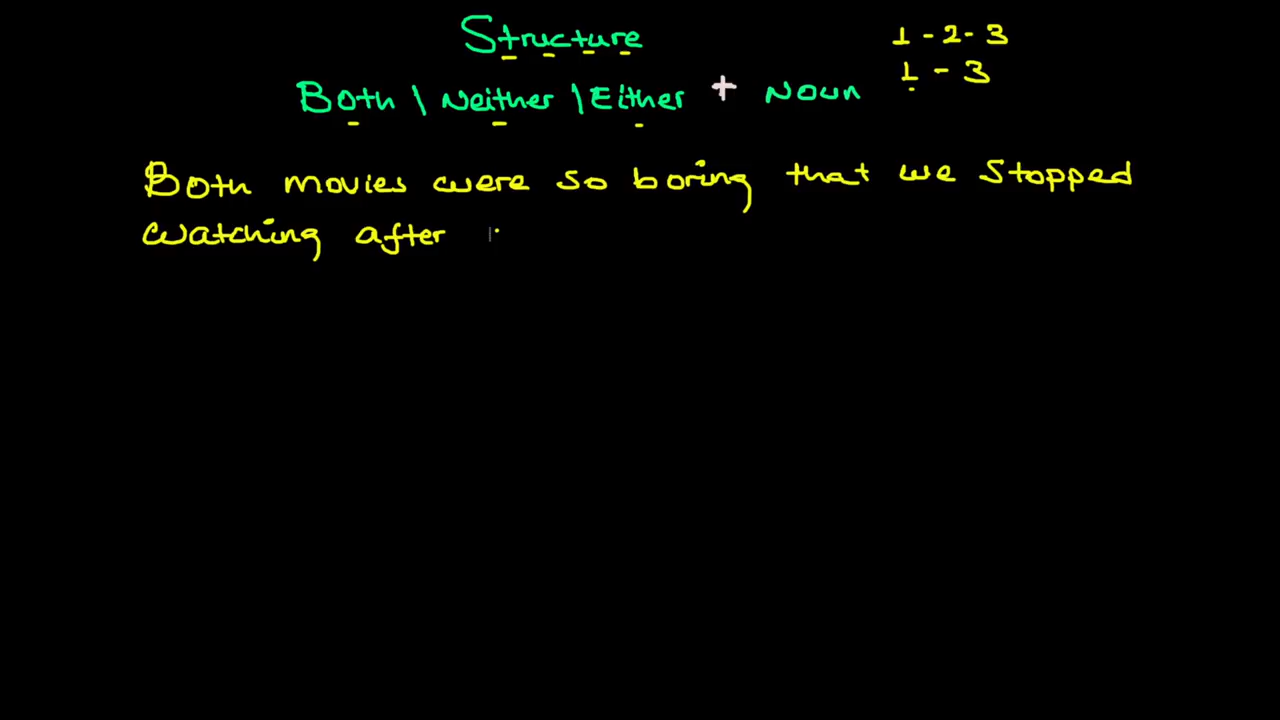 Structure
1 - 2 - 3
1 - 3
Both \ Neither \ Either + Noun
Both movies were so boring that we stopped
watching after